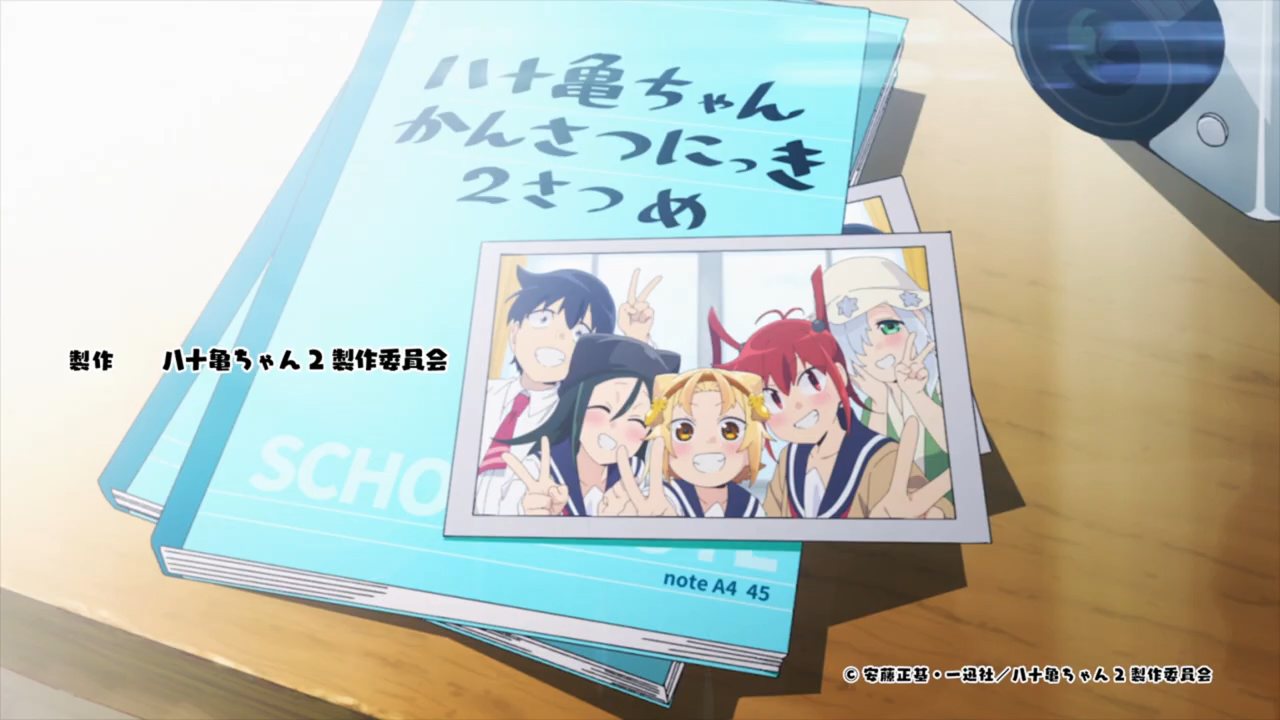 八十亀ちゃん
かんさつにっき
2さつめ
製作 八十亀ちゃん2製作委員会
SCHO
note A4 45
© 安藤正基・一迅社／八十亀ちゃん2製作委員会